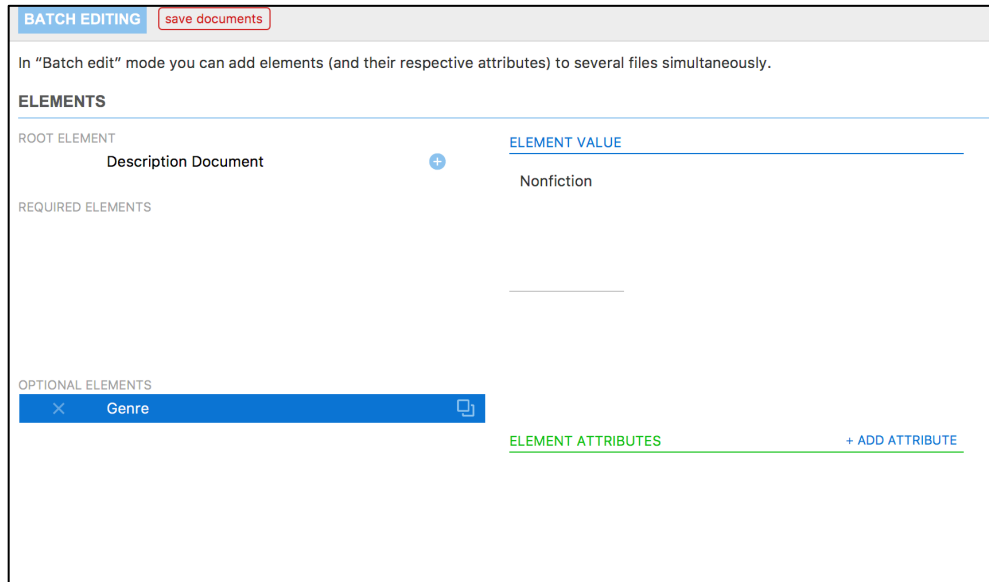 BATCH EDITING save documents
In “Batch edit” mode you can add elements (and their respective attributes) to several files simultaneously.
ELEMENTS
ROOT ELEMENT
Description Document
REQUIRED ELEMENTS
OPTIONAL ELEMENTS
Genre
ELEMENT VALUE
Nonfiction
ELEMENT ATTRIBUTES + ADD ATTRIBUTE